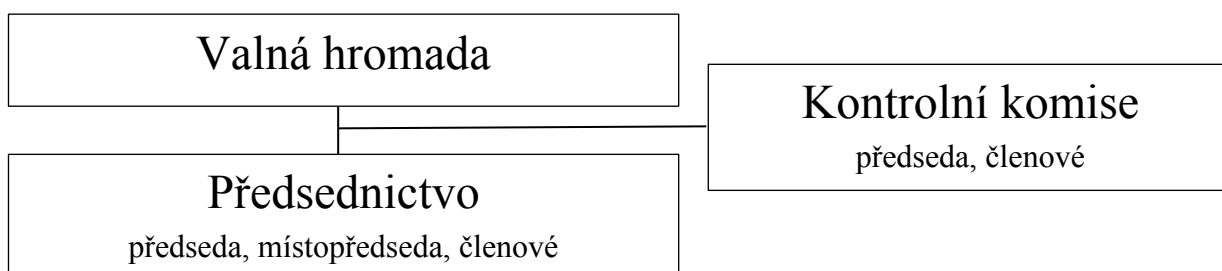 Valná hromada
Kontrolní komise
předseda, členové
Předsednictvo
předseda, místopředseda, členové